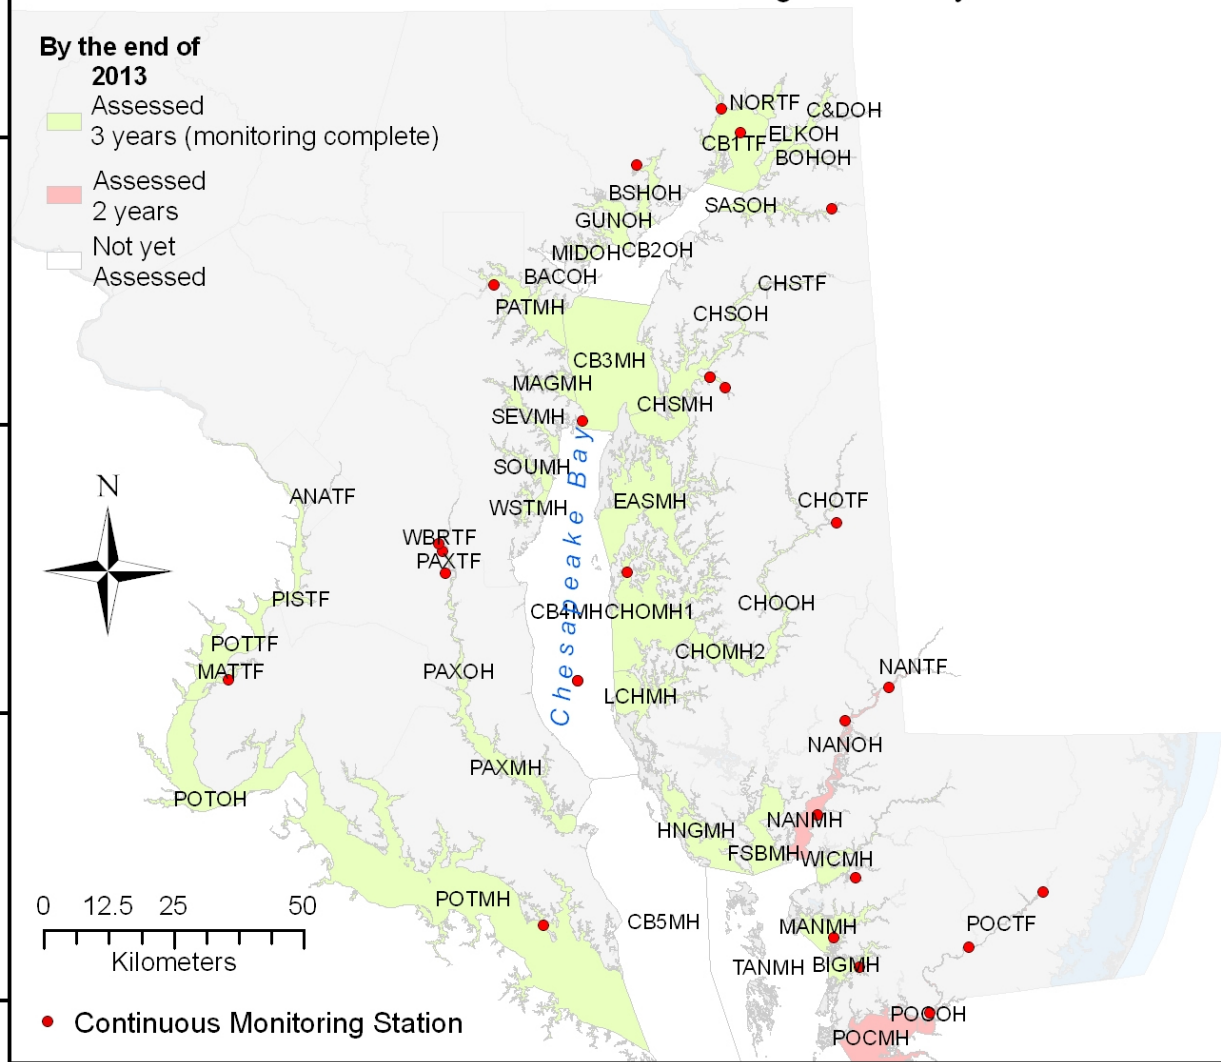 By the end of
2013
Assessed
3 years (monitoring complete)
Assessed
2 years
Not yet
Assessed
NORTF
C&DOH
CB1TF
ELKOH
BOHOH
BSHOH
SASOH
GUNOH
MIDOH
CB2OH
BACOH
CHSTF
PATMH
CHSOH
CB3MH
MAGMH
CHSMH
SEVMH
SOUMH
ANATF
WSTMH
EASMH
CHOTF
Chesapeake Bay
N
WBRTF
PAXTF
PISTF
CB4MH
CHOMH1
CHOOH
POTTF
CHOMH2
MATTF
PAXOH
NANTF
LCHMH
NANOH
PAXMH
POTOH
NANMH
HNGMH
FSBMH
WICMH
POTMH
CB5MH
MANMH
POCTF
TANMH
BIGMH
POCOH
POCMH
0 12.5 25 50
Kilometers
Continuous Monitoring Station